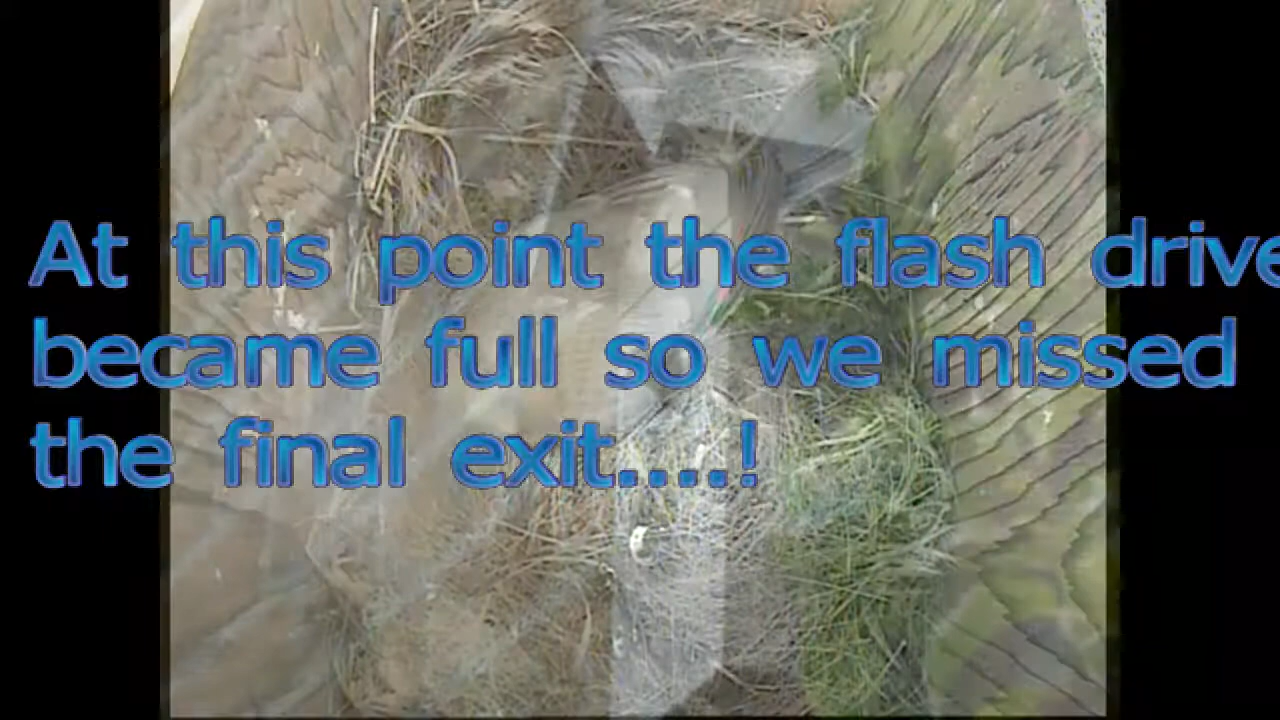 At this point the flash drive
became full so we missed
the final exit....!